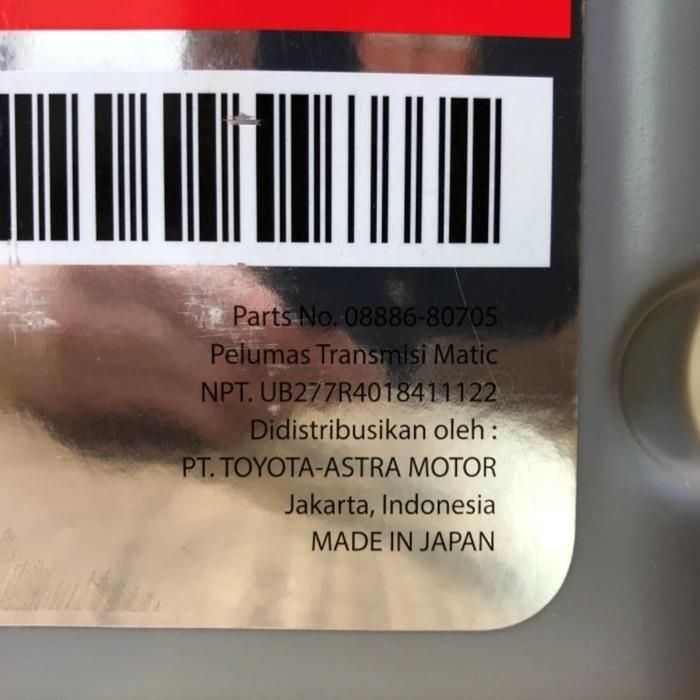 Parts No. 08886-80705
Pelumas Transmisi Matic
NPT. UB277R4018411122
Didistribusikan oleh :
PT. TOYOTA-ASTRA MOTOR
Jakarta, Indonesia
MADE IN JAPAN